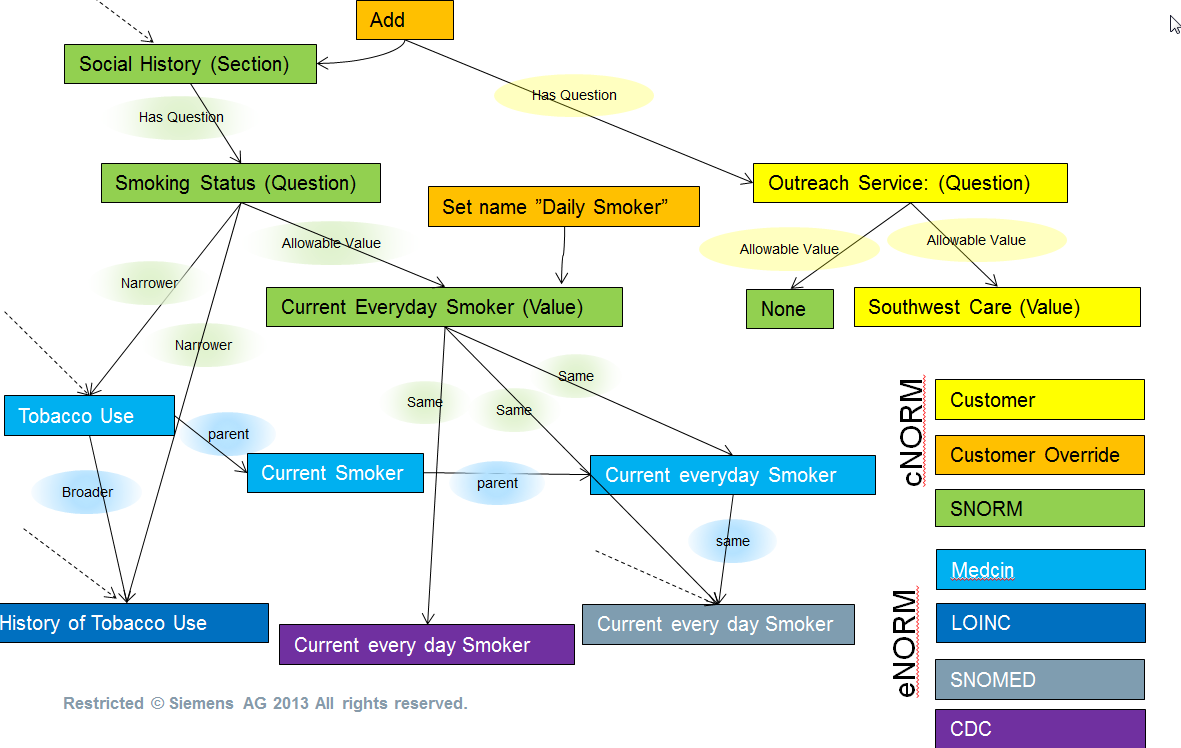 Add
Social History (Section)
Has Question
Has Question
Smoking Status (Question)
Outreach Service: (Question)
Set name ”Daily Smoker”
Allowable Value
Allowable Value
Allowable Value
Narrower
Current Everyday Smoker (Value)
None
Southwest Care (Value)
Narrower
Same
Same
Same
Tobacco Use
parent
Current Smoker
parent
Current everyday Smoker
Broader
same
History of Tobacco Use
Current every day Smoker
Current every day Smoker
cNORM
Customer
Customer Override
SNORM
eNORM
Medcin
LOINC
SNOMED
CDC
Restricted © Siemens AG 2013 All rights reserved.